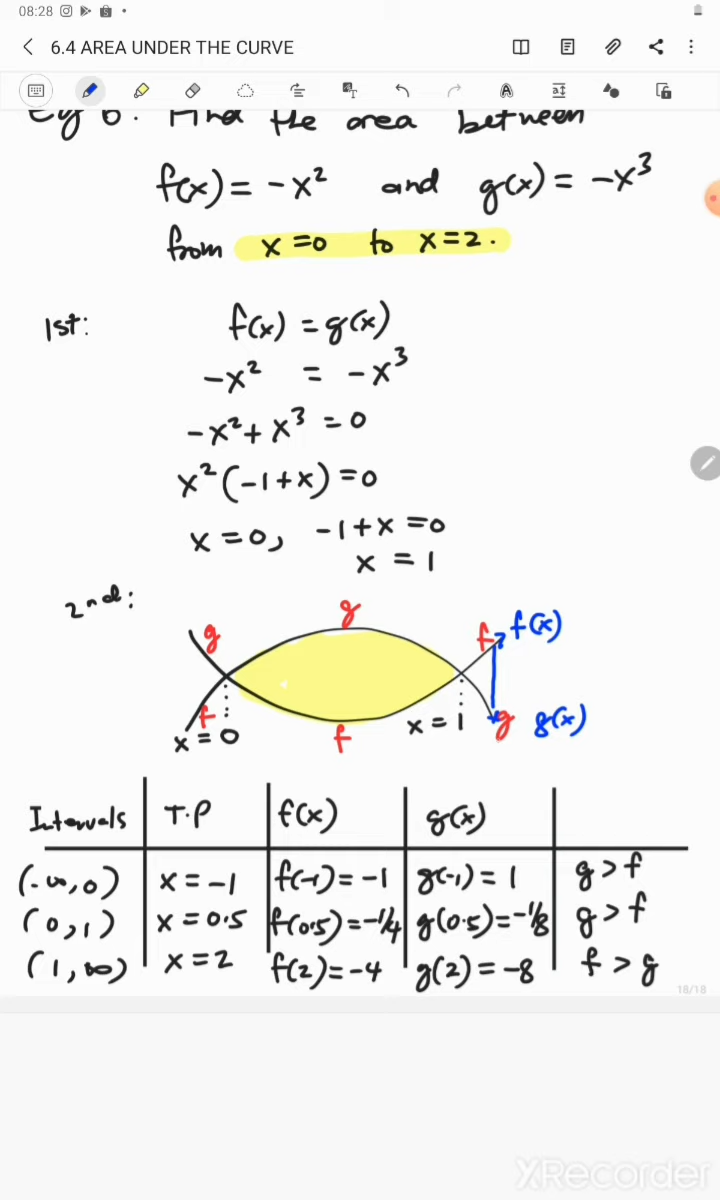 08:28
6.4 AREA UNDER THE CURVE
Eg 6: Find the area between
f(x) = -x² and g(x) = -x³
from x=0 to x=2.
1st: f(x) = g(x)
-x² = -x³
-x² + x³ = 0
x²(-1+x) = 0
x = 0, -1+x = 0
x = 1
2nd:
g g f f(x)
f f g g(x)
x = 0 x = 1
Intervals T.P f(x) g(x)
(-∞,0) x = -1 f(-1) = -1 g(-1) = 1 g > f
(0,1) x = 0.5 f(0.5) = -1/4 g(0.5) = -1/8 g > f
(1,∞) x = 2 f(2) = -4 g(2) = -8 f > g
18/18
XRecorder